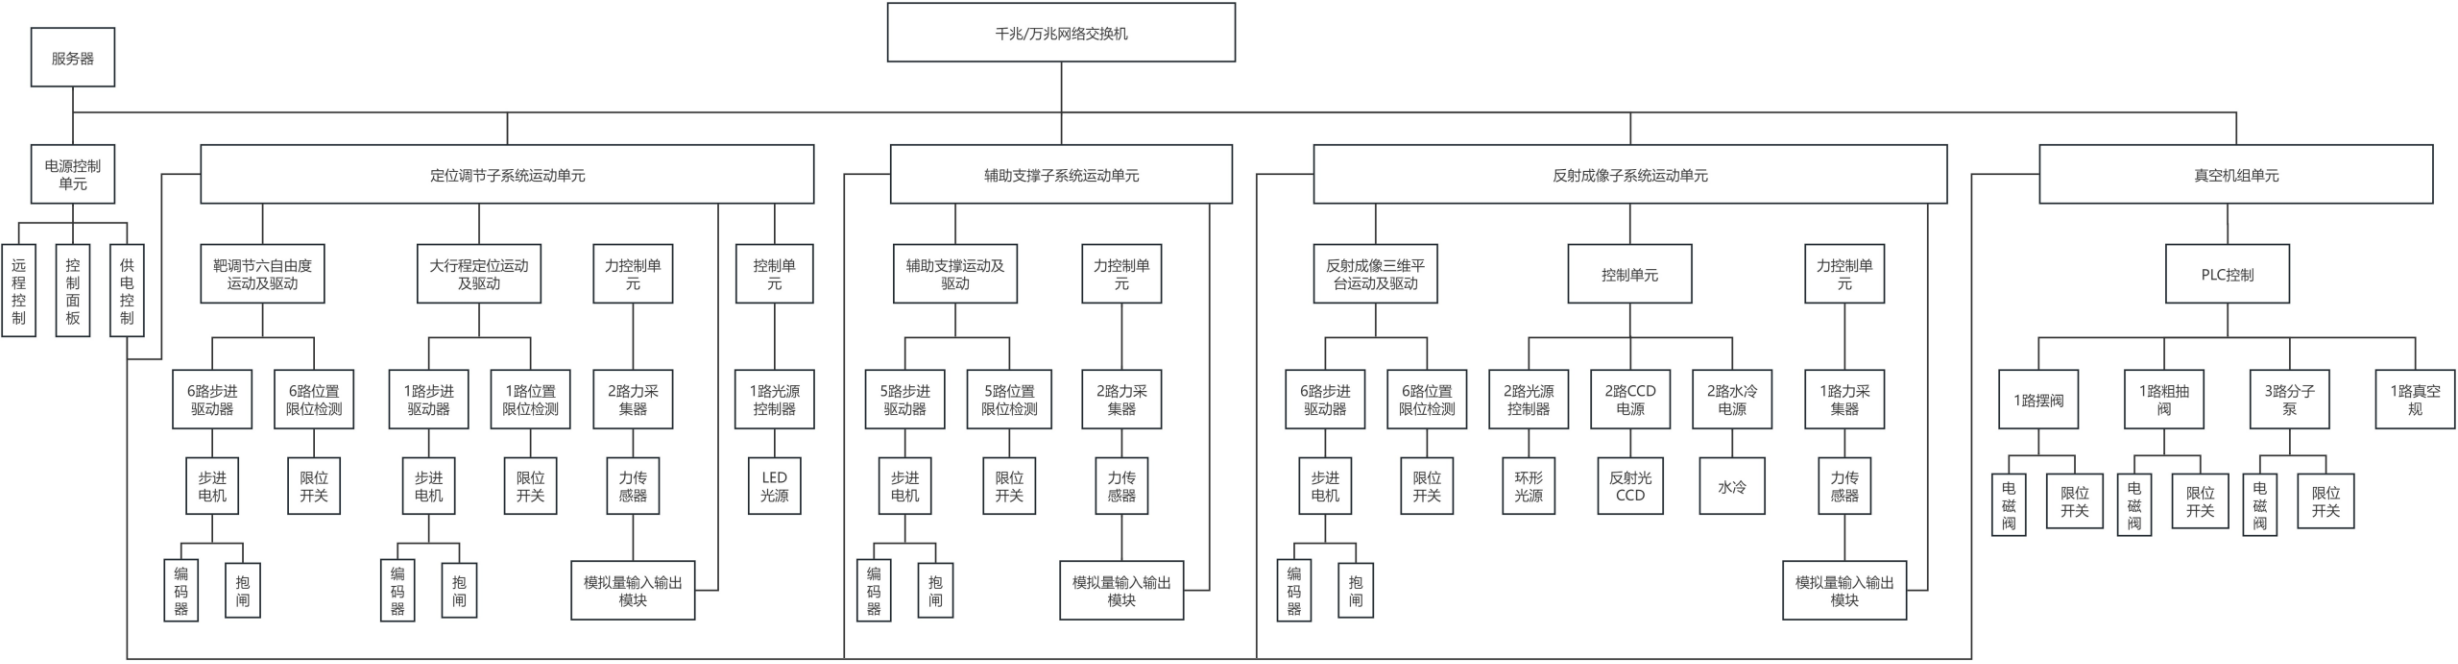 千兆/万兆网络交换机
服务器
电源控制
单元
定位调节子系统运动单元
辅助支撑子系统运动单元
反射成像子系统运动单元
真空机组单元
远
程
控
制
控
制
面
板
供
电
控
制
靶调节六自由度
运动及驱动
大行程定位运动
及驱动
力控制单
元
控制单
元
辅助支撑运动及
驱动
力控制单
元
反射成像三维平
台运动及驱动
控制单元
力控制单
元
PLC控制
6路步进
驱动器
6路位置
限位检测
1路步进
驱动器
1路位置
限位检测
2路力采
集器
1路光源
控制器
5路步进
驱动器
5路位置
限位检测
2路力采
集器
6路步进
驱动器
6路位置
限位检测
2路光源
控制器
2路CCD
电源
2路水冷
电源
1路力采
集器
1路摆阀
1路粗抽
阀
3路分子
泵
1路真空
规
步进
电机
限位
开关
步进
电机
限位
开关
力传
感器
LED
光源
步进
电机
限位
开关
力传
感器
步进
电机
限位
开关
环形
光源
反射光
CCD
水冷
力传
感器
电
磁
阀
限位
开关
电
磁
阀
限位
开关
电
磁
阀
限位
开关
编
码
器
抱
闸
编
码
器
抱
闸
模拟量输入输出
模块
编
码
器
抱
闸
模拟量输入输出
模块
编
码
器
抱
闸
模拟量输入输出
模块